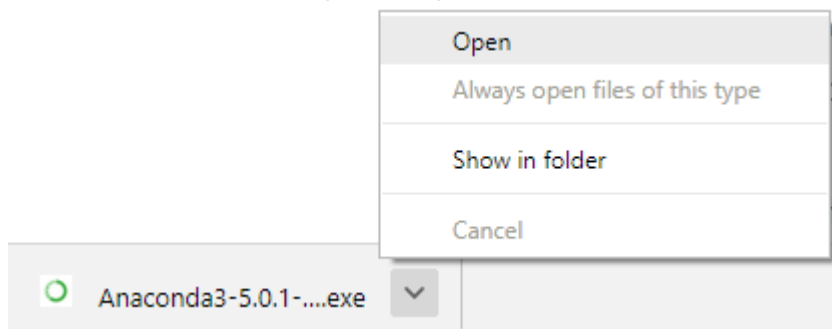 Open
Always open files of this type
Show in folder
Cancel
Anaconda3-5.0.1-....exe